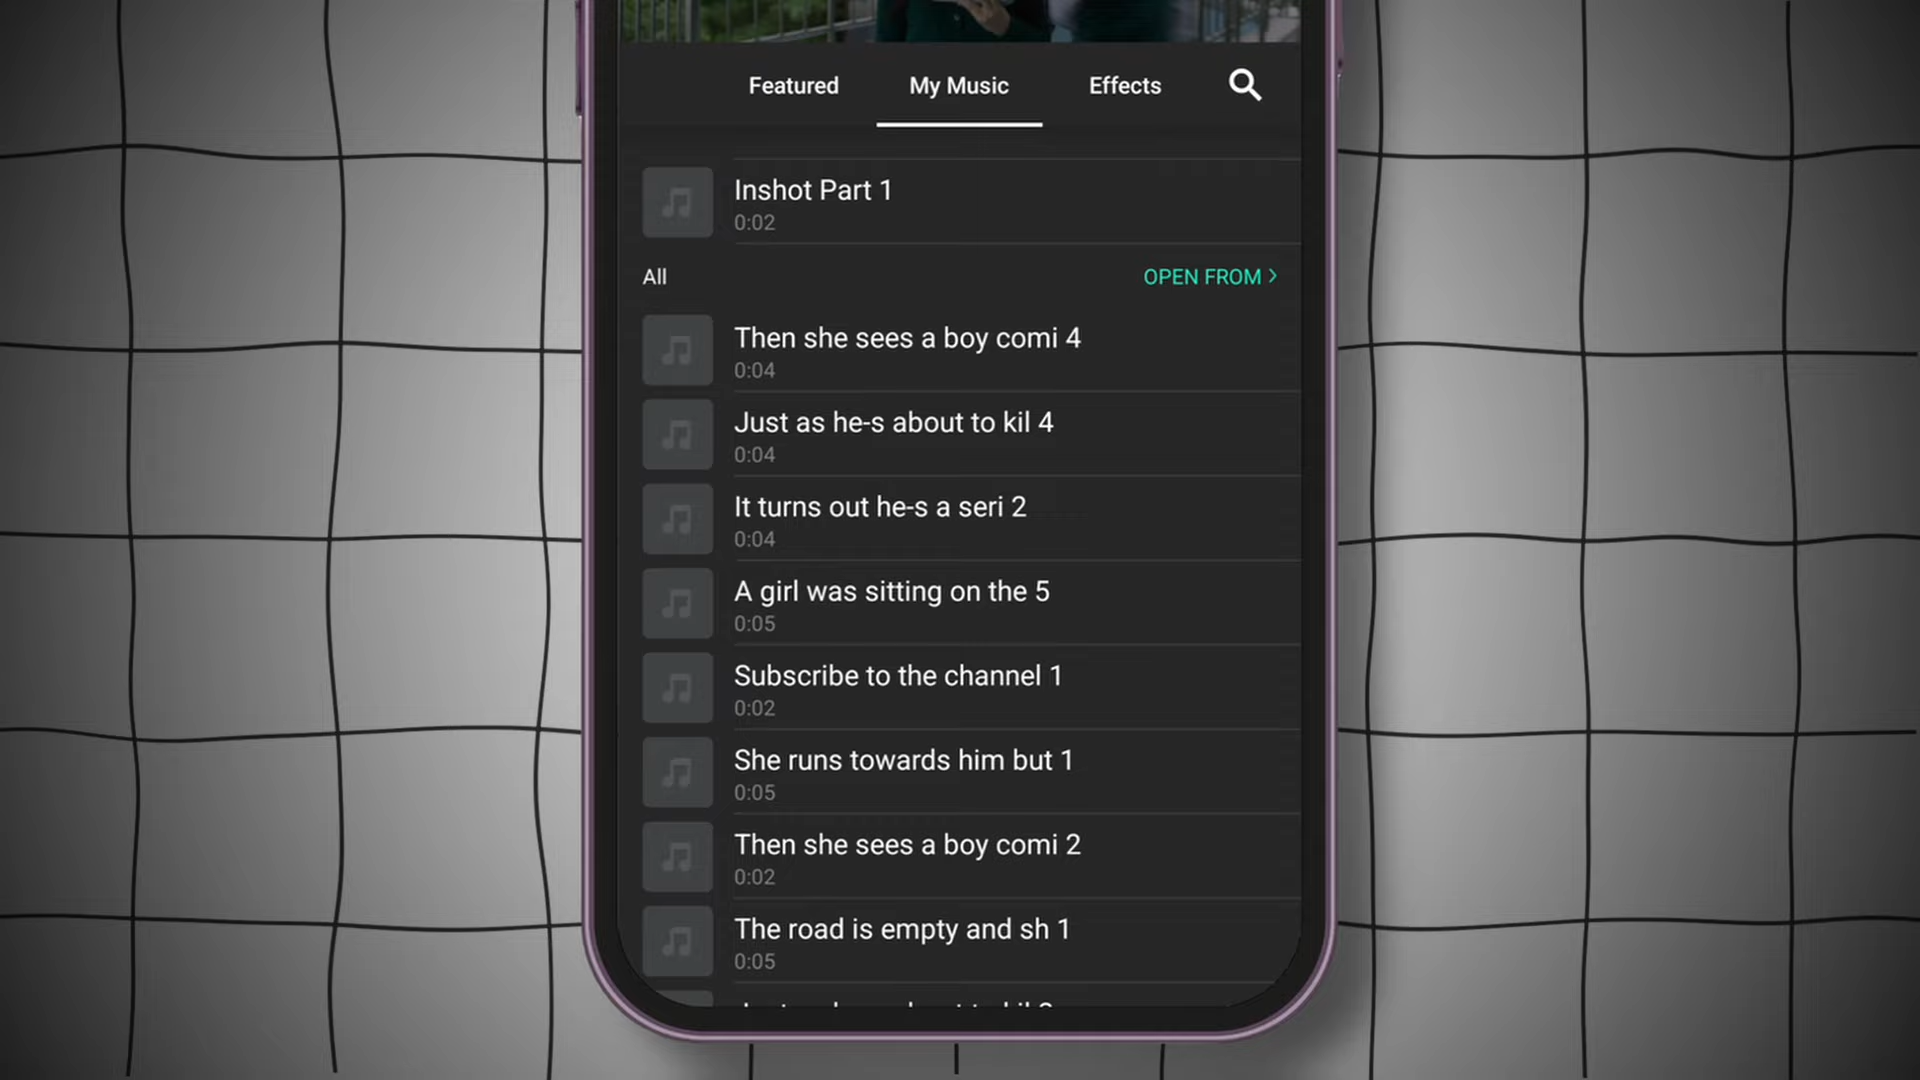 Featured
My Music
Effects
Inshot Part 1
0:02
All
OPEN FROM >
Then she sees a boy comi 4
0:04
Just as he-s about to kil 4
0:04
It turns out he-s a seri 2
0:04
A girl was sitting on the 5
0:05
Subscribe to the channel 1
0:02
She runs towards him but 1
0:05
Then she sees a boy comi 2
0:02
The road is empty and sh 1
0:05